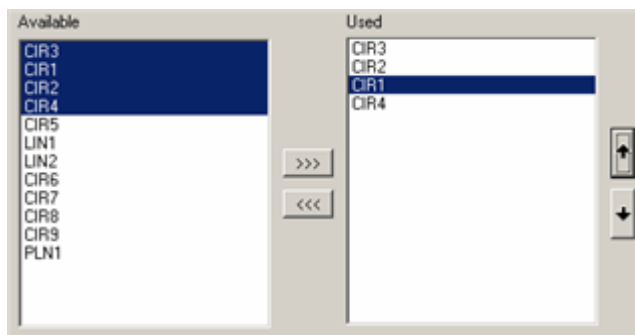 Available
CIR3
CIR1
CIR2
CIR4
CIR5
LIN1
LIN2
CIR6
CIR7
CIR8
CIR9
PLN1
>>>
<<<
Used
CIR3
CIR2
CIR1
CIR4